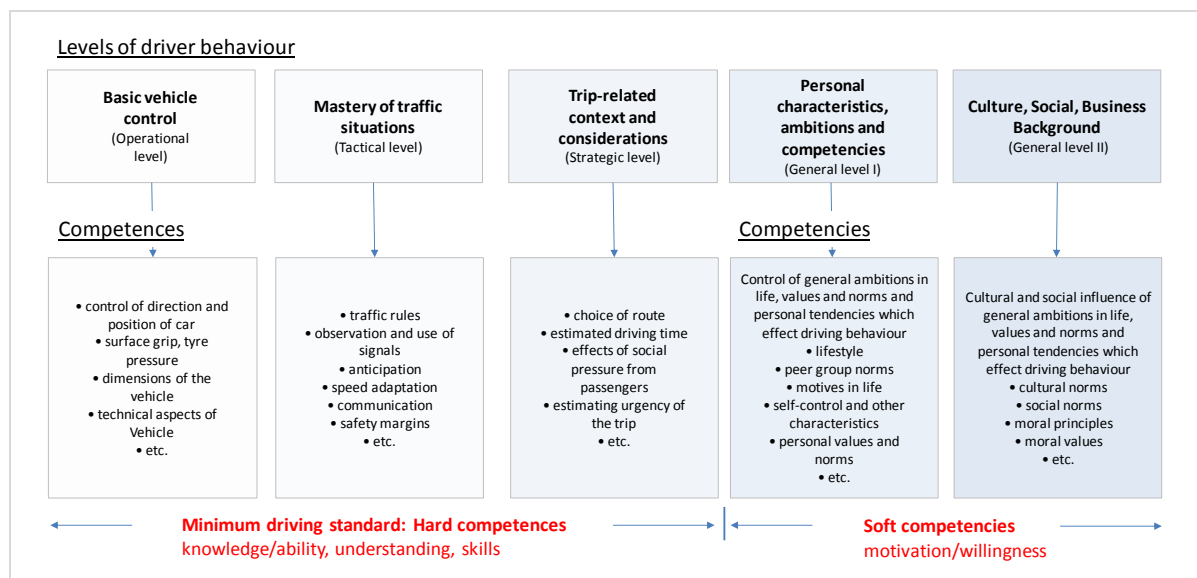 Levels of driver behaviour
Basic vehicle
control
(Operational
level)
Mastery of traffic
situations
(Tactical level)
Trip-related
context and
considerations
(Strategic level)
Personal
characteristics,
ambitions and
competencies
(General level I)
Culture, Social, Business
Background
(General level II)
Competences
Competencies
• control of direction and
position of car
• surface grip, tyre
pressure
• dimensions of the
vehicle
• technical aspects of
Vehicle
• etc.
• traffic rules
• observation and use of
signals
• anticipation
• speed adaptation
• communication
• safety margins
• etc.
• choice of route
• estimated driving time
• effects of social
pressure from
passengers
• estimating urgency of
the trip
• etc.
Control of general ambitions in
life, values and norms and
personal tendencies which
effect driving behaviour
• lifestyle
• peer group norms
• motives in life
• self-control and other
characteristics
• personal values and
norms
• etc.
Cultural and social influence of
general ambitions in life,
values and norms and
personal tendencies which
effect driving behaviour
• cultural norms
• social norms
• moral principles
• moral values
• etc.
Minimum driving standard: Hard competences
knowledge/ability, understanding, skills
Soft competencies
motivation/willingness